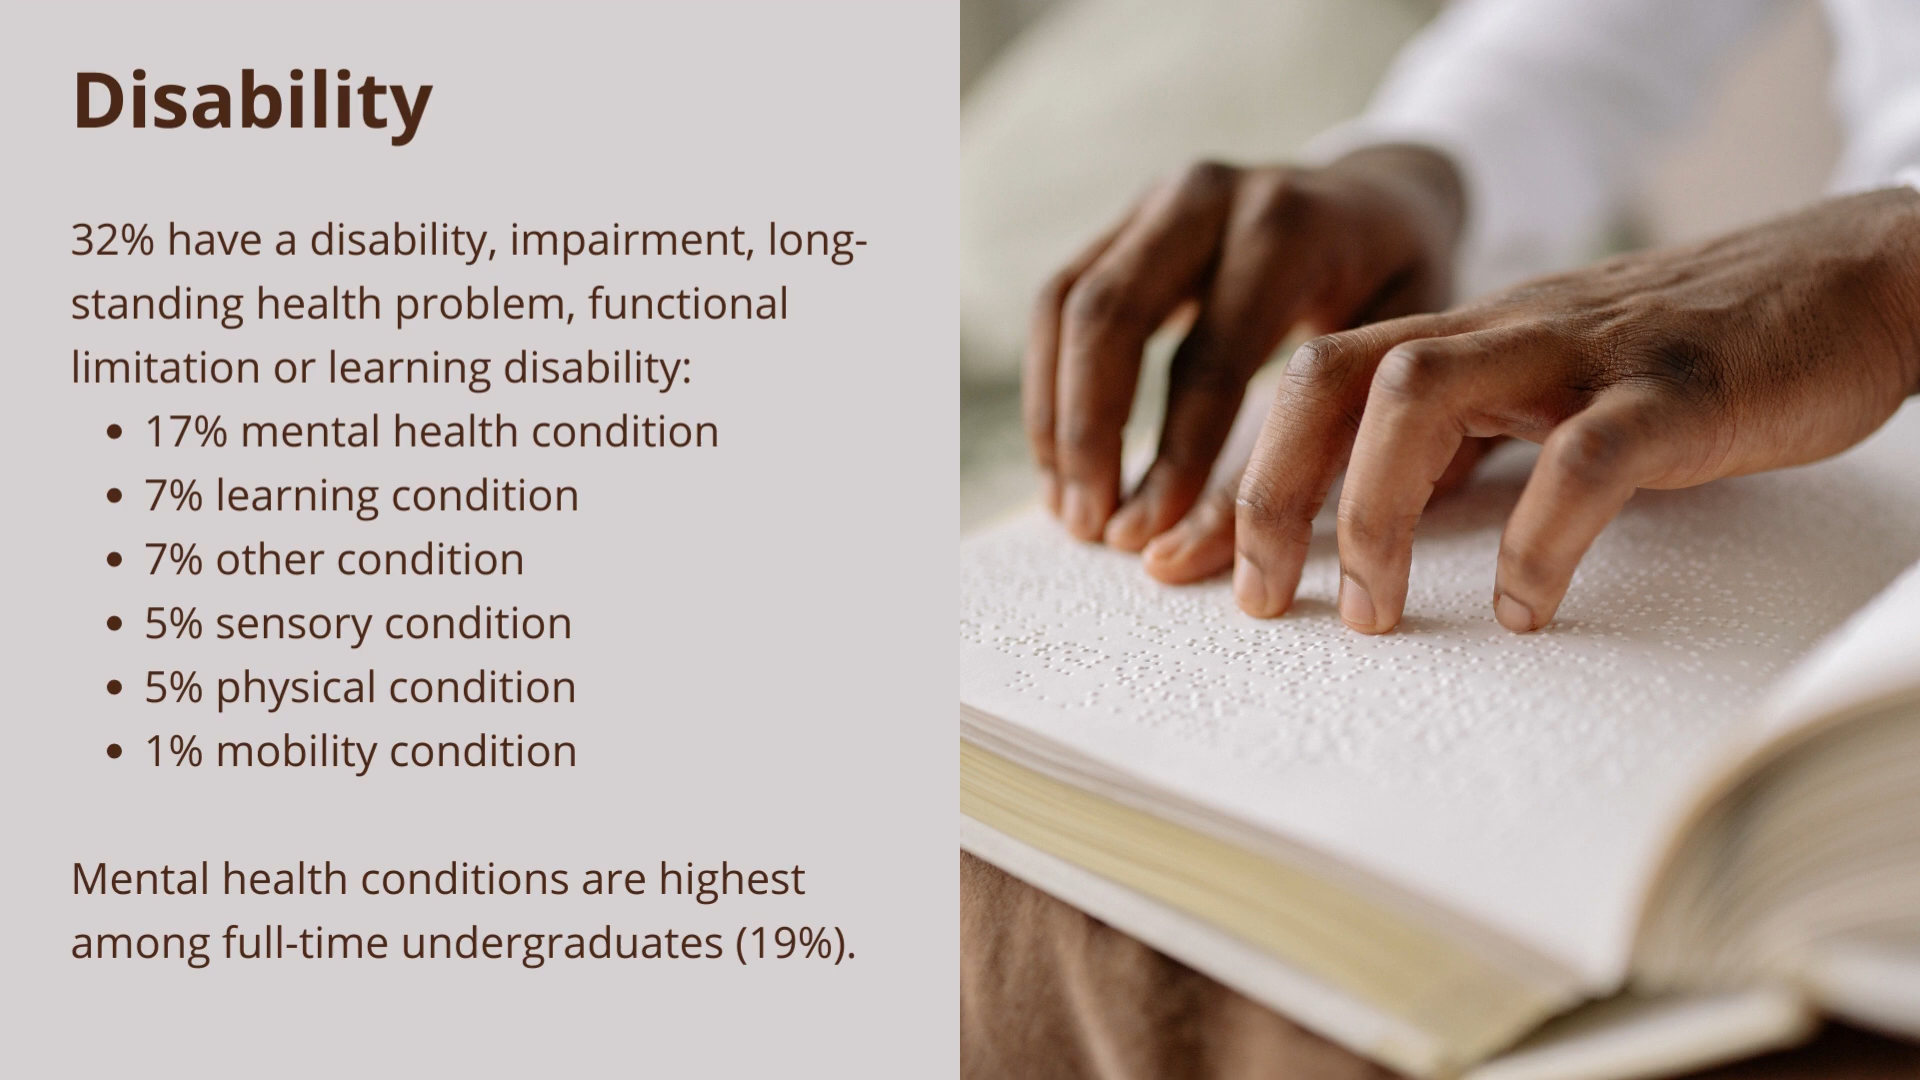 Disability
32% have a disability, impairment, long-
standing health problem, functional
limitation or learning disability:
• 17% mental health condition
• 7% learning condition
• 7% other condition
• 5% sensory condition
• 5% physical condition
• 1% mobility condition
Mental health conditions are highest
among full-time undergraduates (19%).